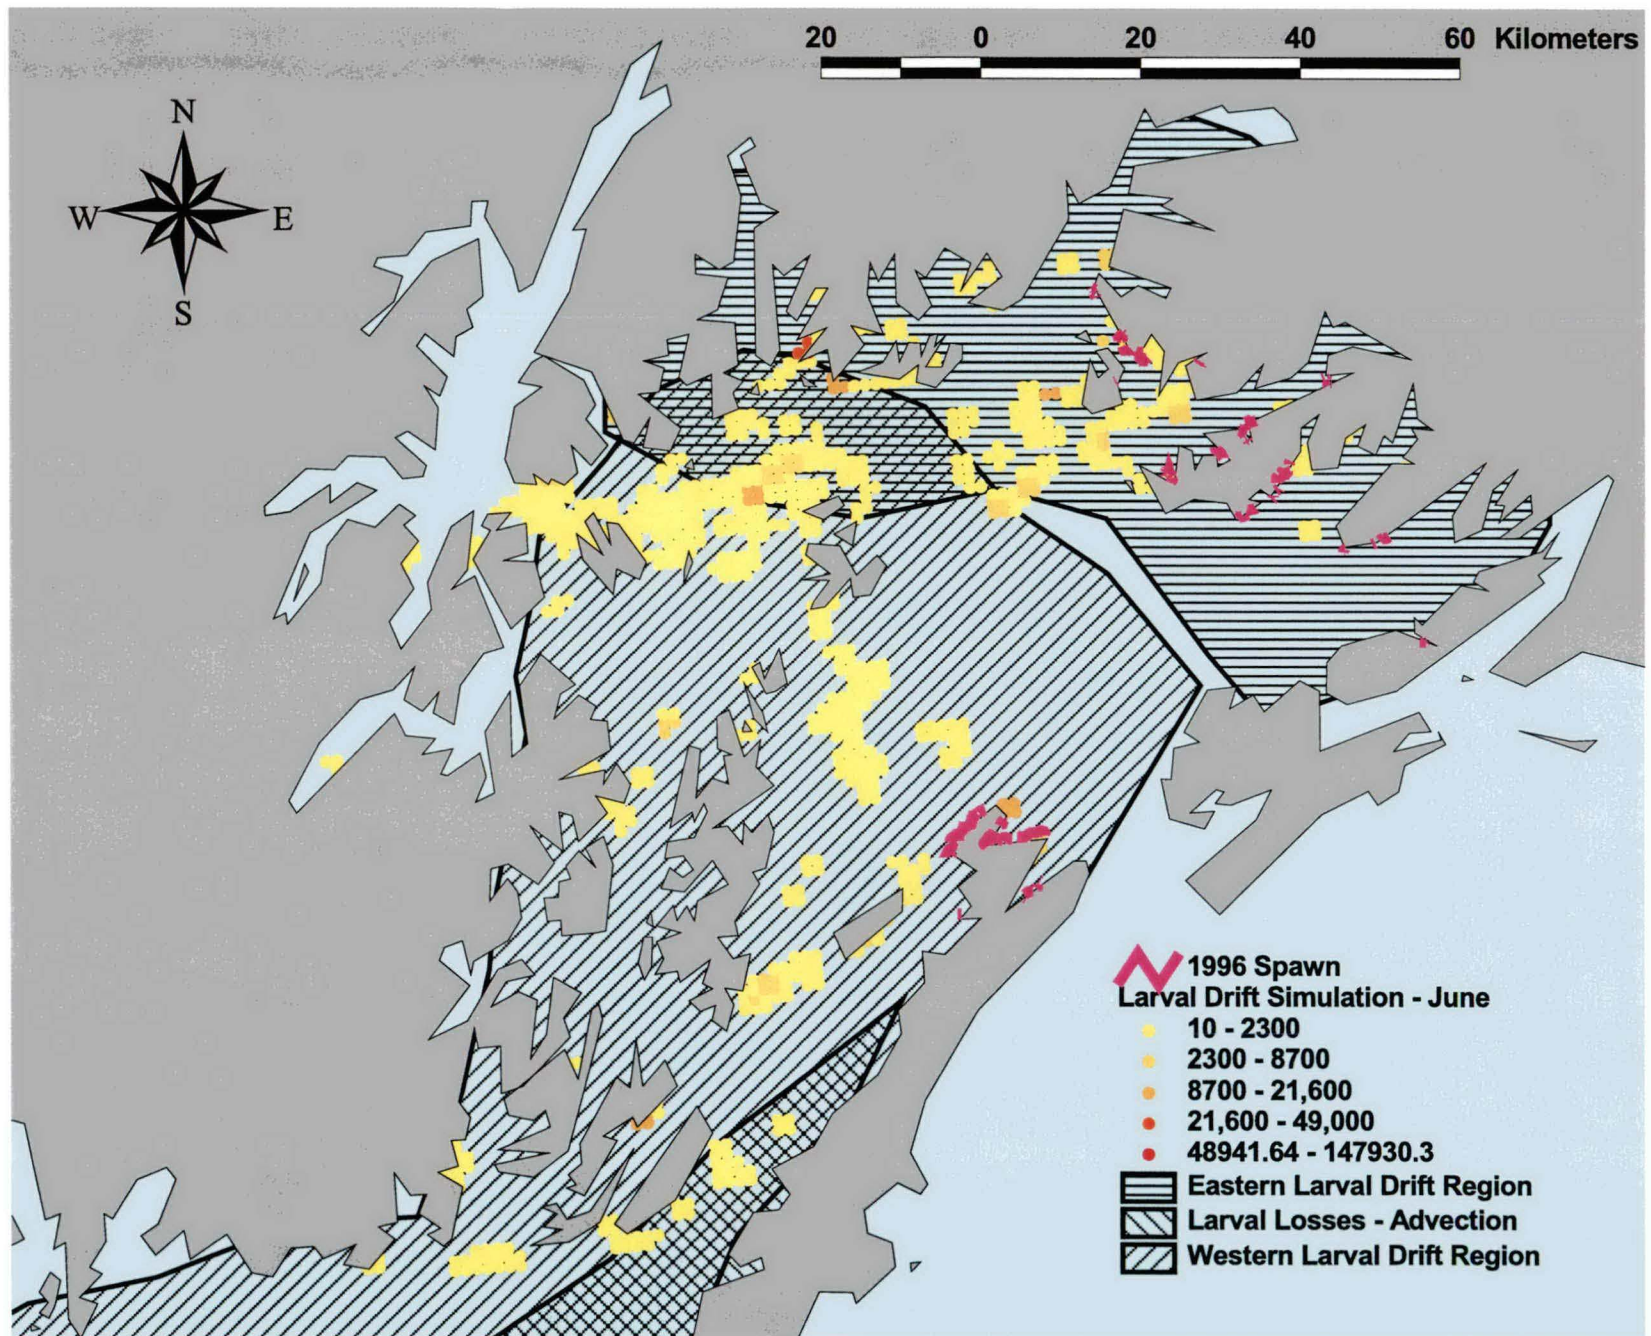 20 0 20 40 60 Kilometers
N
W E
S
1996 Spawn
Larval Drift Simulation - June
10 - 2300
2300 - 8700
8700 - 21,600
21,600 - 49,000
48941.64 - 147930.3
Eastern Larval Drift Region
Larval Losses - Advection
Western Larval Drift Region